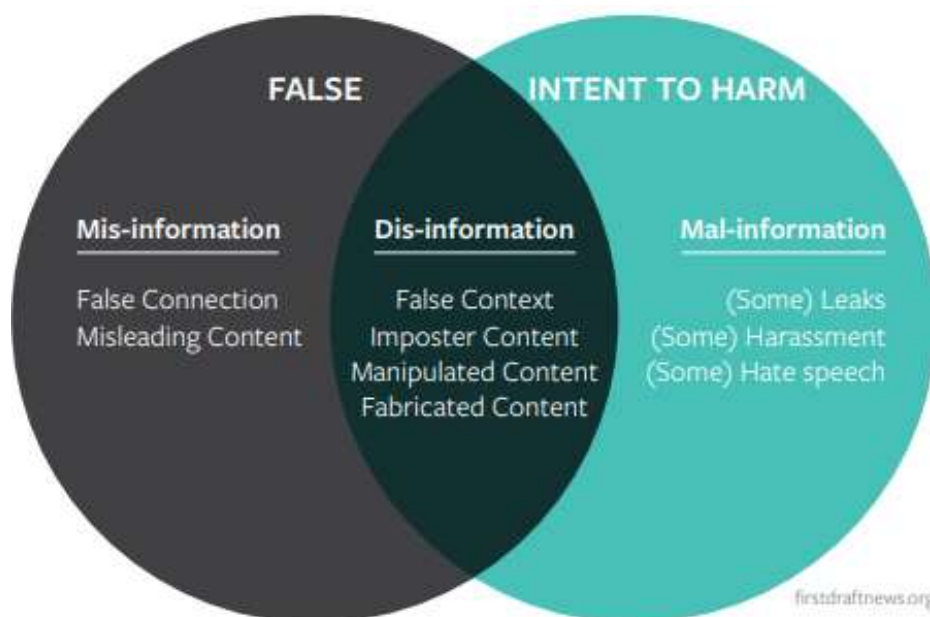 FALSE
INTENT TO HARM
Mis-information
False Connection
Misleading Content
Dis-information
False Context
Imposter Content
Manipulated Content
Fabricated Content
Mal-information
(Some) Leaks
(Some) Harassment
(Some) Hate speech
firstdraftnews.org